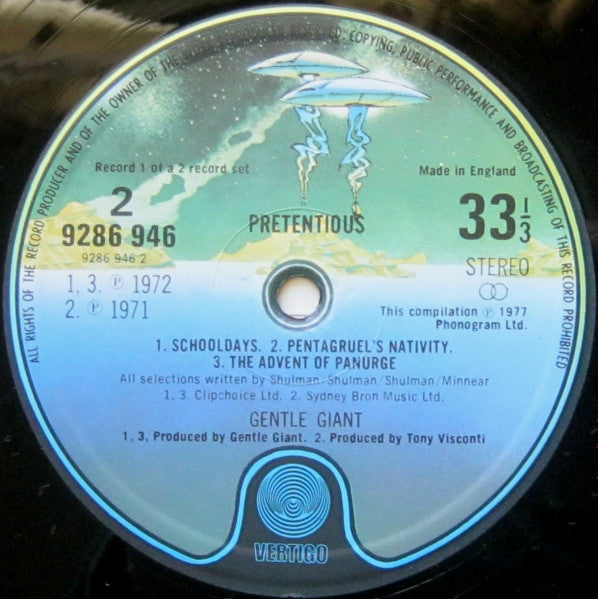 ALL RIGHTS OF THE RECORD PRODUCER AND OF THE OWNER OF THE RECORDED COPYING, PUBLIC PERFORMANCE AND BROADCASTING OF THIS RECORD PROHIBITED
Record 1 of a 2 record set
Made in England
2
PRETENTIOUS
33 1/3
9286 946
9286 946 2
STEREO
1, 3. ℗ 1972
2. ℗ 1971
This compilation ℗ 1977
Phonogram Ltd.
1. SCHOOLDAYS. 2. PENTAGRUEL'S NATIVITY.
3. THE ADVENT OF PANURGE
All selections written by Shulman/Shulman/Shulman/Minnear
1, 3. Clipchoice Ltd. 2. Sydney Bron Music Ltd.
GENTLE GIANT
1, 3, Produced by Gentle Giant. 2. Produced by Tony Visconti
VERTIGO